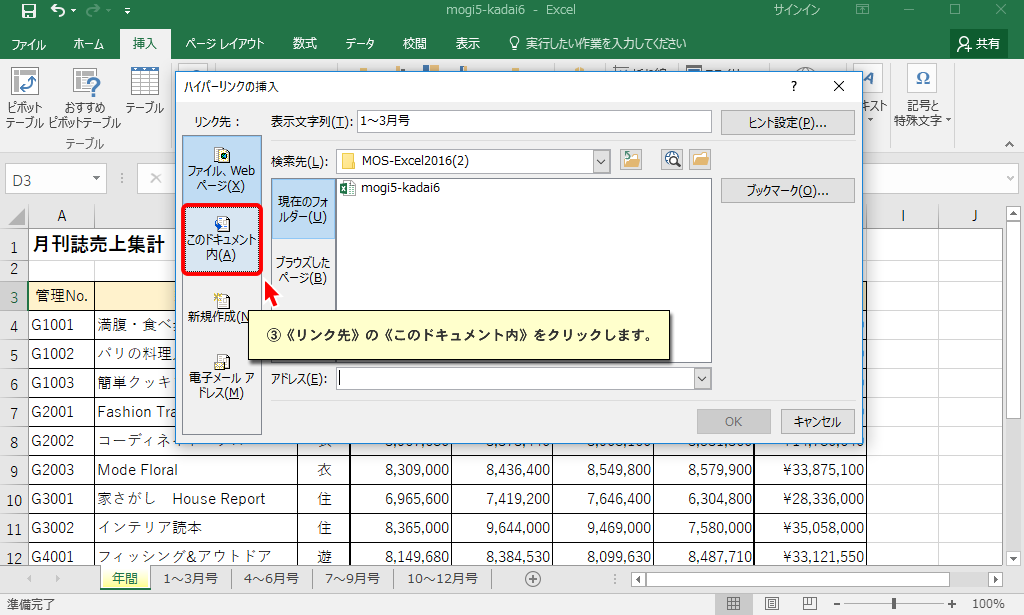 mogi5-kadai6 - Excel
サインイン
ファイル
ホーム
挿入
ページ レイアウト
数式
データ
校閲
表示
実行したい作業を入力してください
共有
ピボット
テーブル
おすすめ
ピボットテーブル
テーブル
テーブル
キスト
記号と
特殊文字
D3
ハイパーリンクの挿入
リンク先：
表示文字列(T):
1～3月号
ヒント設定(P)...
ファイル、Web
ページ(X)
検索先(L):
MOS-Excel2016(2)
現在のフォ
ルダー(U)
mogi5-kadai6
ブックマーク(O)...
このドキュメント
内(A)
ブラウズした
ページ(B)
新規作成(N
③《リンク先》の《このドキュメント内》をクリックします。
電子メール ア
ドレス(M)
アドレス(E):
OK
キャンセル
A
I
J
1
月刊誌売上集計
2
3
管理No.
4
G1001
満腹・食べ
5
G1002
パリの料理
6
G1003
簡単クッキ
7
G2001
Fashion Tra
8
G2002
コーディネ
9
G2003
Mode Floral
衣
8,309,000
8,436,400
8,549,800
8,579,900
¥33,875,100
10
G3001
家さがし　House Report
住
6,965,600
7,419,200
7,646,400
6,304,800
¥28,336,000
11
G3002
インテリア読本
住
8,365,000
9,644,000
9,469,000
7,580,000
¥35,058,000
12
G4001
フィッシング&アウトドア
遊
8,149,680
8,384,530
8,099,630
8,487,710
¥33,121,550
年間
1～3月号
4～6月号
7～9月号
10～12月号
準備完了
100%